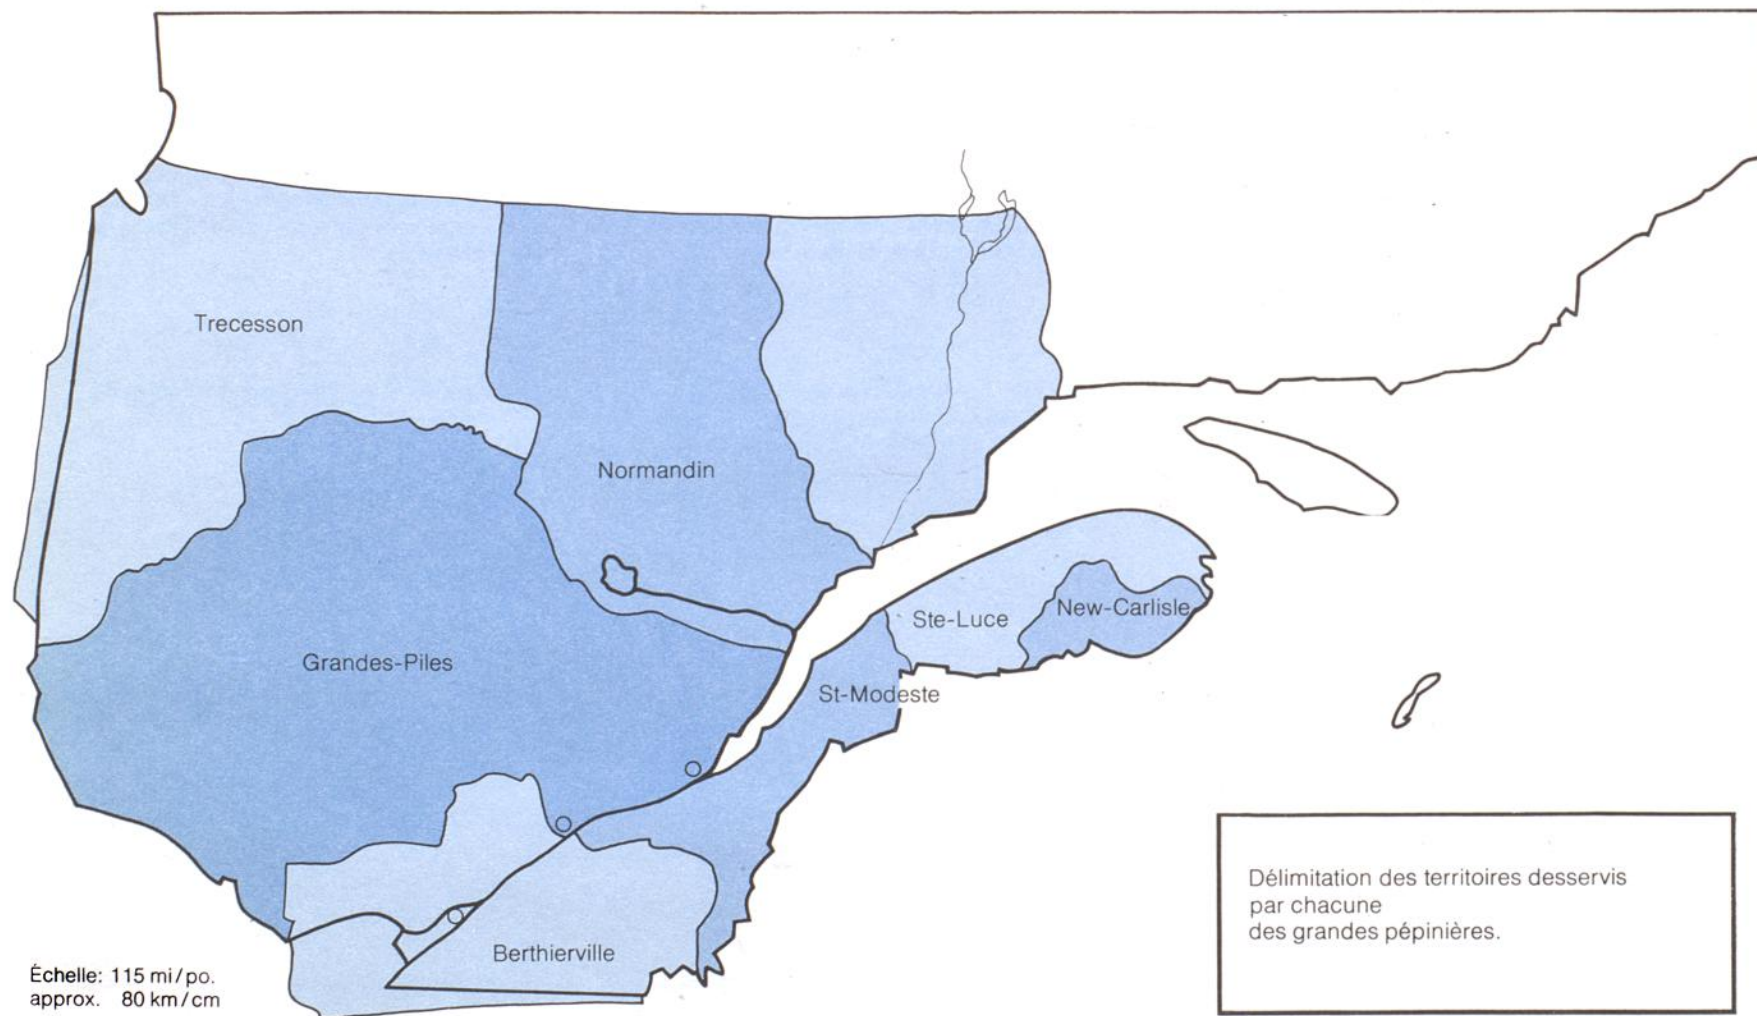 Trecesson
Normandin
Ste-Luce
New-Carlisle
Grandes-Piles
St-Modeste
Berthierville
Délimitation des territoires desservis
par chacune
des grandes pépinières.
Échelle: 115 mi/po.
approx. 80 km/cm